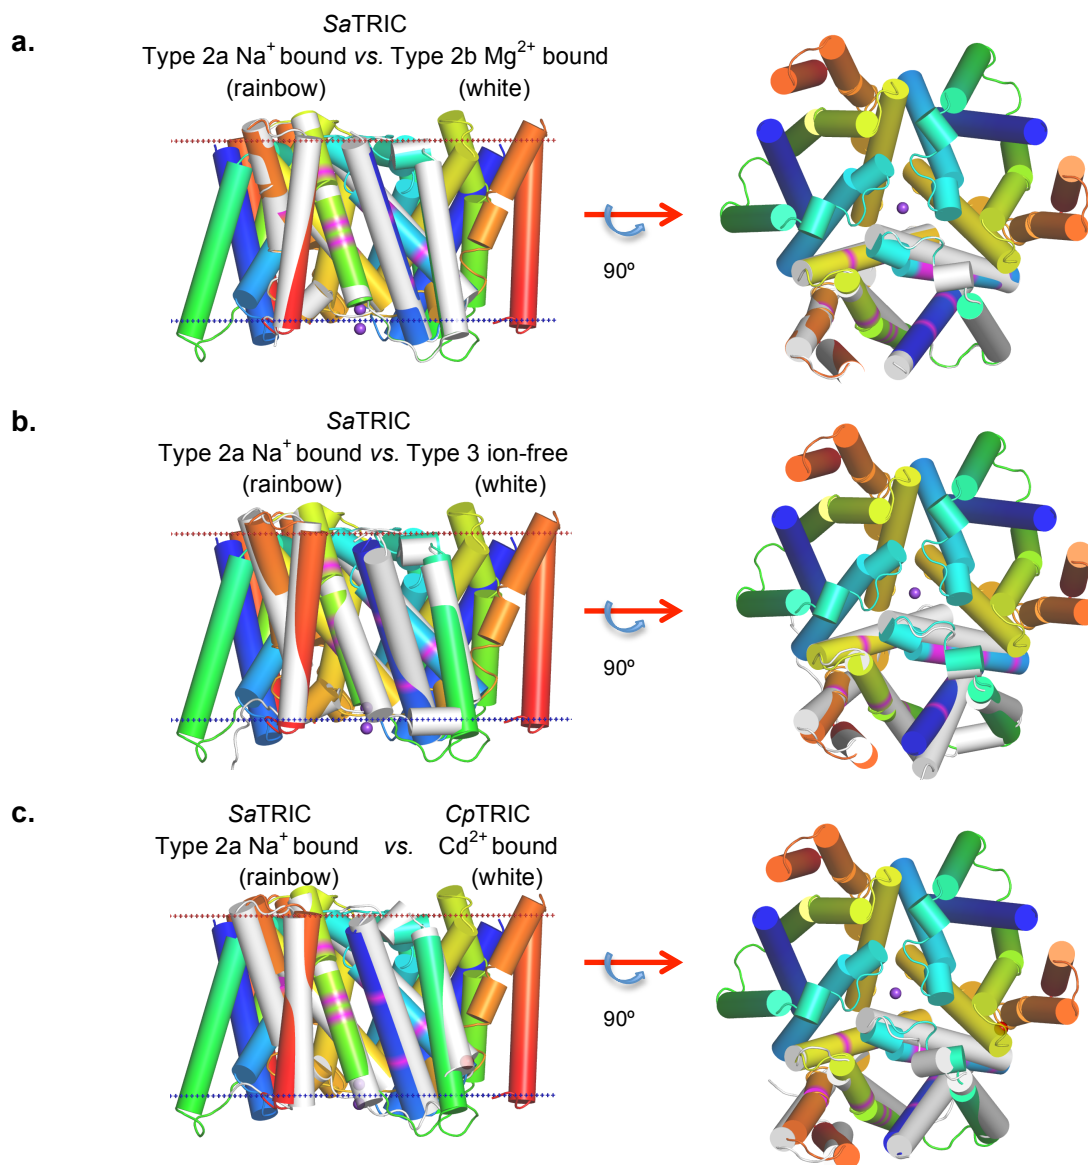 a.
SaTRIC
Type 2a Na⁺ bound vs. Type 2b Mg²⁺ bound
(rainbow) (white)
90º
b.
SaTRIC
Type 2a Na⁺ bound vs. Type 3 ion-free
(rainbow) (white)
90º
c.
SaTRIC CpTRIC
Type 2a Na⁺ bound vs. Cd²⁺ bound
(rainbow) (white)
90º